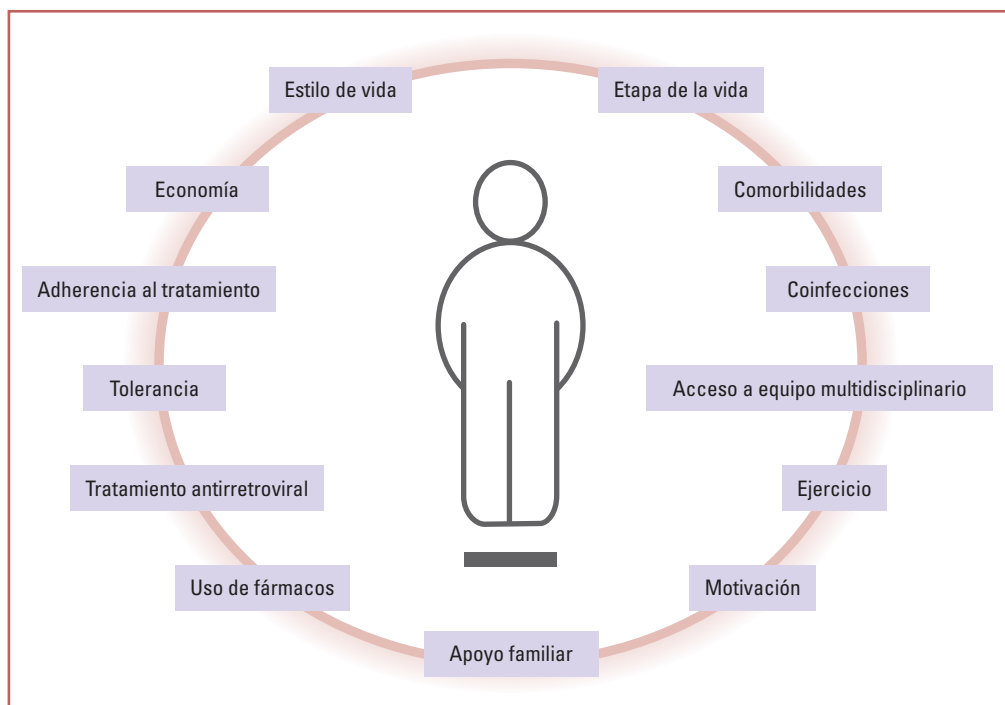 Estilo de vida
Etapa de la vida
Economía
Comorbilidades
Adherencia al tratamiento
Coinfecciones
Tolerancia
Acceso a equipo multidisciplinario
Tratamiento antirretroviral
Ejercicio
Uso de fármacos
Motivación
Apoyo familiar